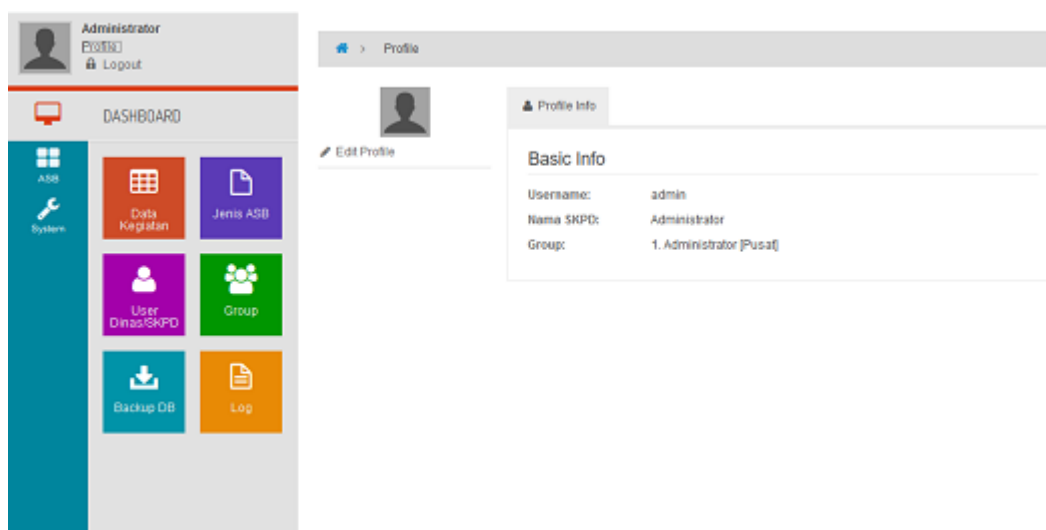 Administrator
Profile
Logout
DASHBOARD
ASB
System
Data
Kegiatan
Jenis ASB
User
Dinas/SKPD
Group
Backup DB
Log
> Profile
Edit Profile
Profile Info
Basic Info
Username: admin
Nama SKPD: Administrator
Group: 1. Administrator [Pusat]